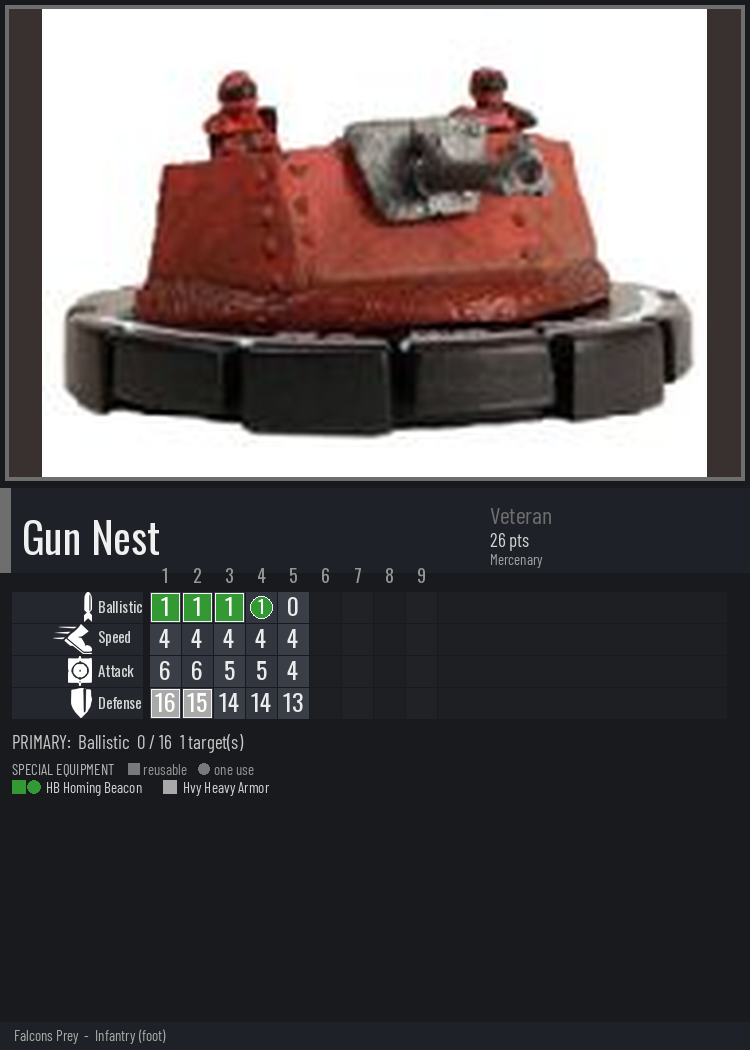 Gun Nest
Veteran
26 pts
Mercenary
1 2 3 4 5 6 7 8 9
Ballistic 1 1 1 1 0
Speed 4 4 4 4 4
Attack 6 6 5 5 4
Defense 16 15 14 14 13
PRIMARY: Ballistic 0 / 16 1 target(s)
SPECIAL EQUIPMENT reusable one use
HB Homing Beacon Hvy Heavy Armor
Falcons Prey - Infantry (foot)